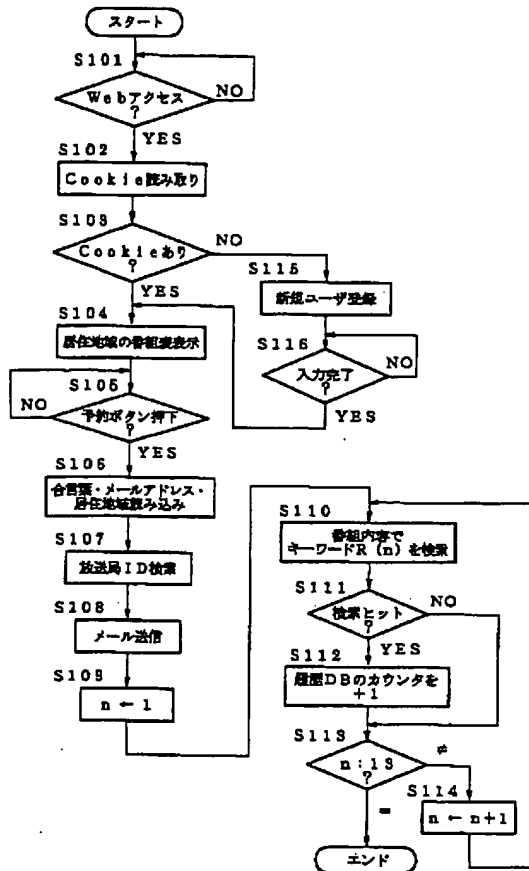 スタート
S101
NO
Webアクセス
?
YES
S102
Cookie読み取り
S103
NO
Cookieあり
?
YES
S115
新規ユーザ登録
S104
居住地域の番組表表示
S116
NO
入力完了
?
YES
S105
NO
予約ボタン押下
?
YES
S106
合言葉・メールアドレス・
居住地域読み込み
S107
放送局ID検索
S108
メール送信
S109
n ← 1
S110
番組内容で
キーワードR(n)を検索
S111
NO
検索ヒット
?
YES
S112
履歴DBのカウンタを
+1
S113
n:13
?
≠
=
S114
n ← n+1
エンド